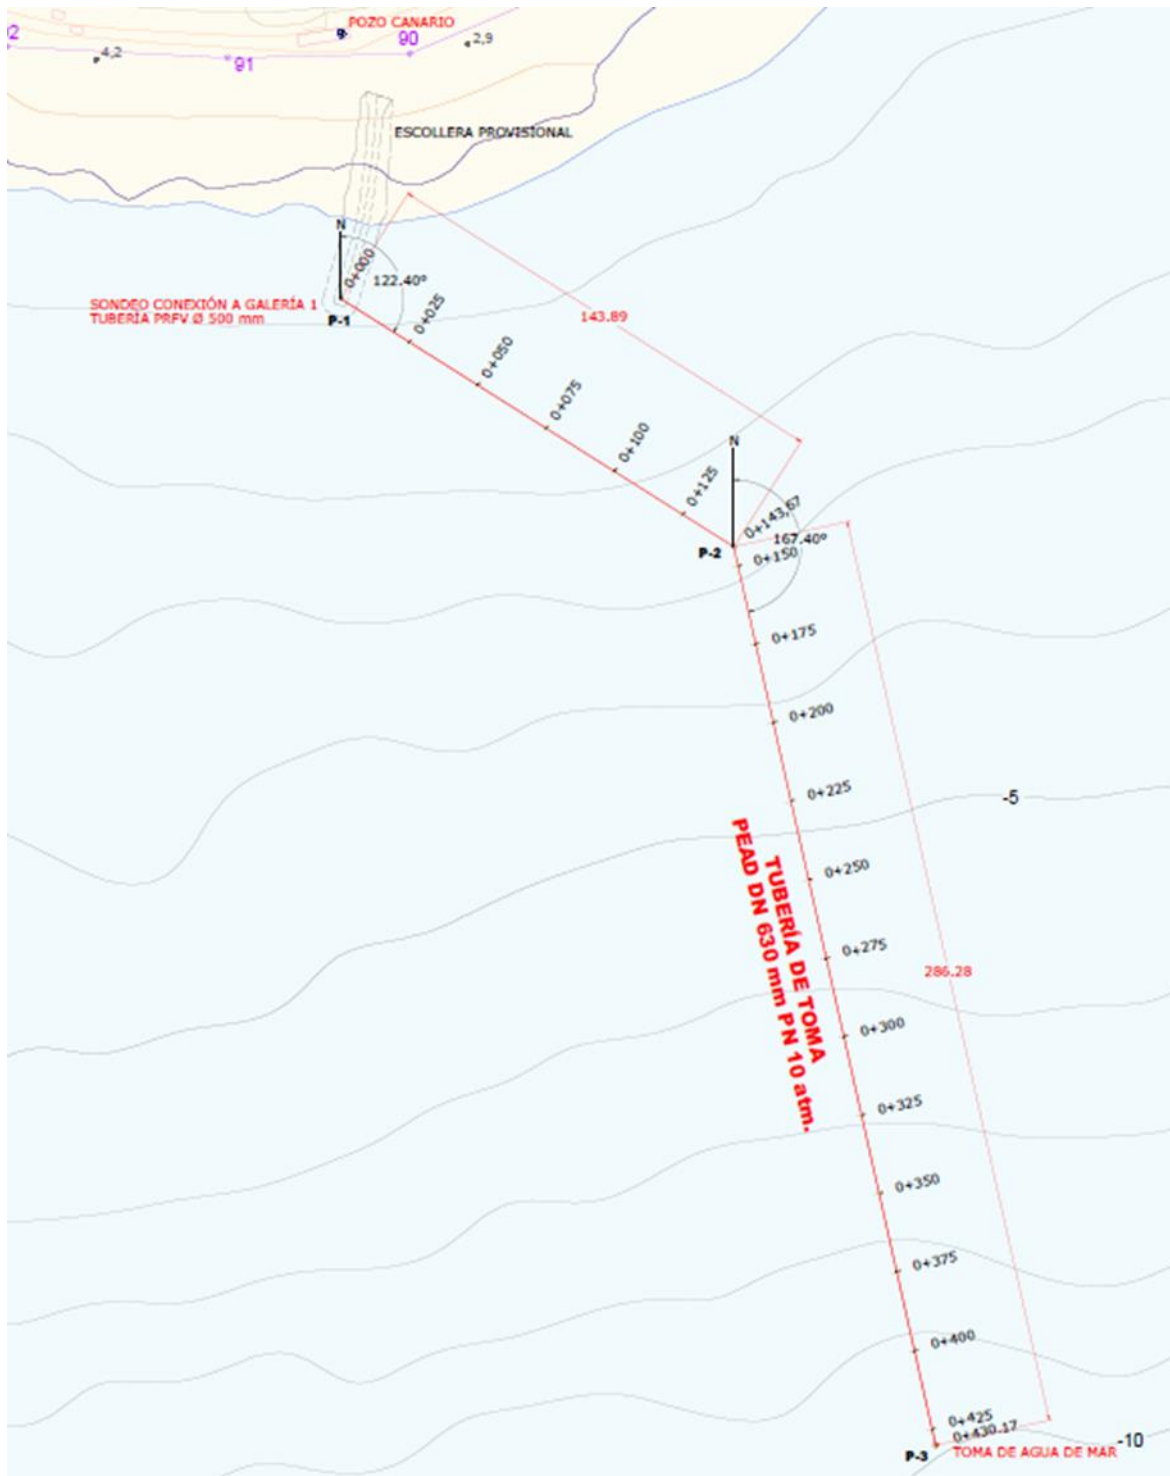 POZO CANARIO
2
9
90
2,9
4,2
91
ESCOLLERA PROVISIONAL
N
0+000
122.40º
SONDEO CONEXIÓN A GALERÍA 1
TUBERÍA PRFV Ø 500 mm
P-1
0+025
143.89
0+050
0+075
0+100
N
0+125
0+143,67
167.40º
P-2
0+150
0+175
0+200
0+225
-5
TUBERÍA DE TOMA
PEAD DN 630 mm PN 10 atm.
0+250
0+275
286.28
0+300
0+325
0+350
0+375
0+400
0+425
0+430.17
-10
P-3
TOMA DE AGUA DE MAR